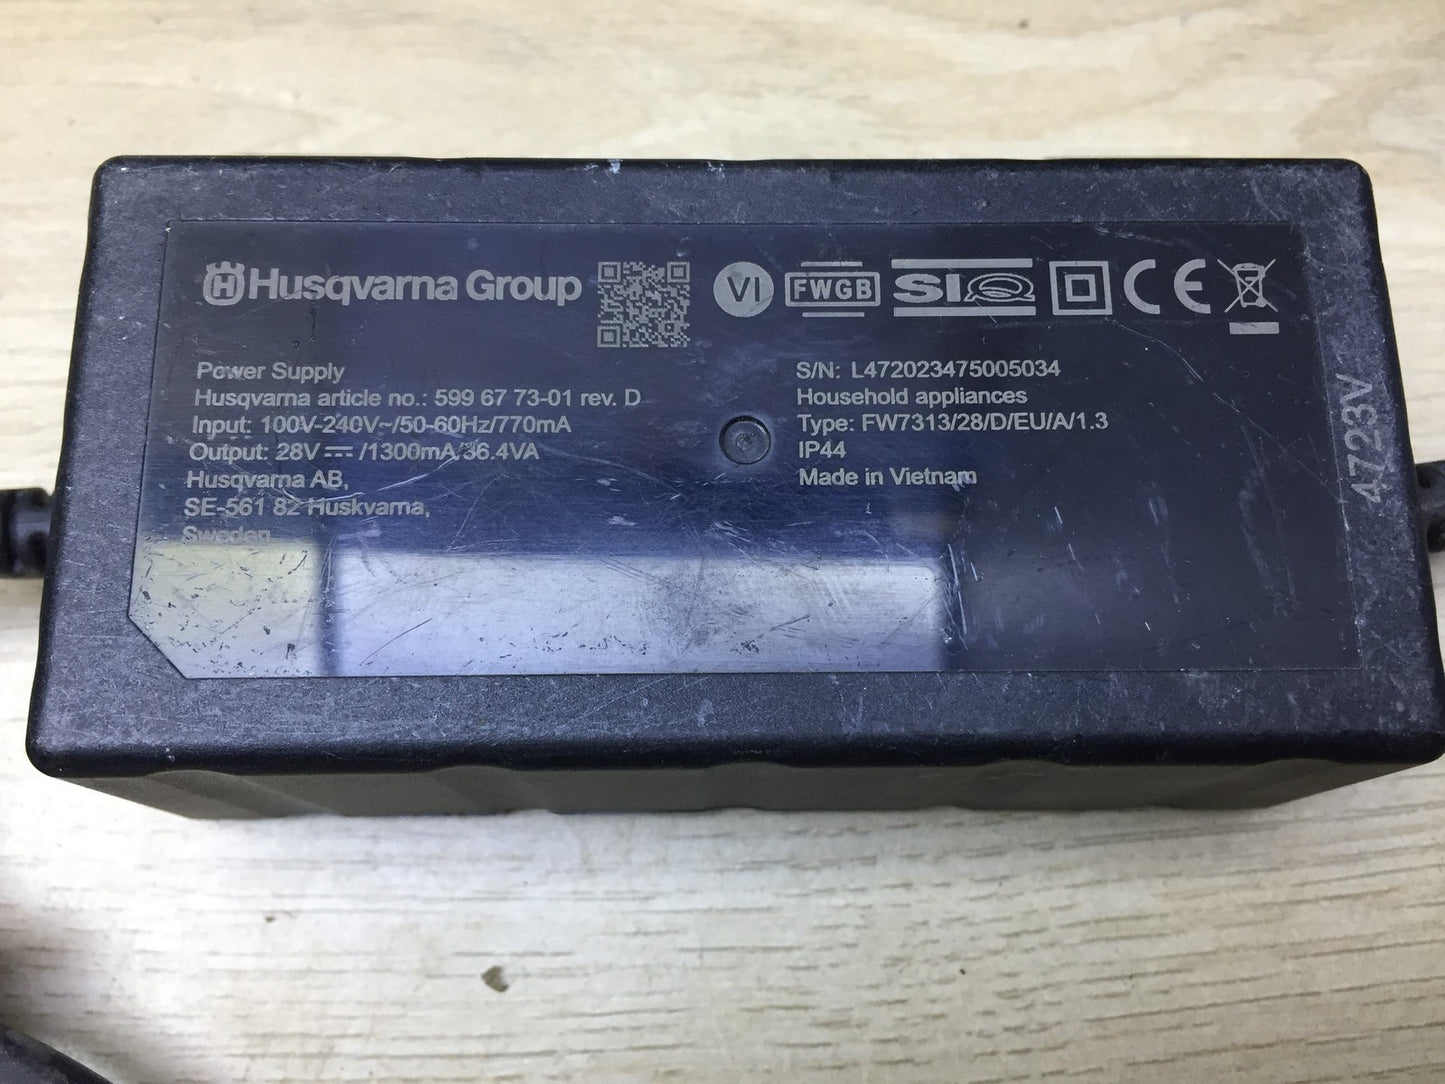 Husqvarna Group
VI
FWGB
SIQ
CE
Power Supply
Husqvarna article no.: 599 67 73-01 rev. D
Input: 100V-240V~/50-60Hz/770mA
Output: 28V⎓/1300mA/36.4VA
Husqvarna AB,
SE-561 82 Huskvarna,
Sweden
S/N: L472023475005034
Household appliances
Type: FW7313/28/D/EU/A/1.3
IP44
Made in Vietnam
4723V